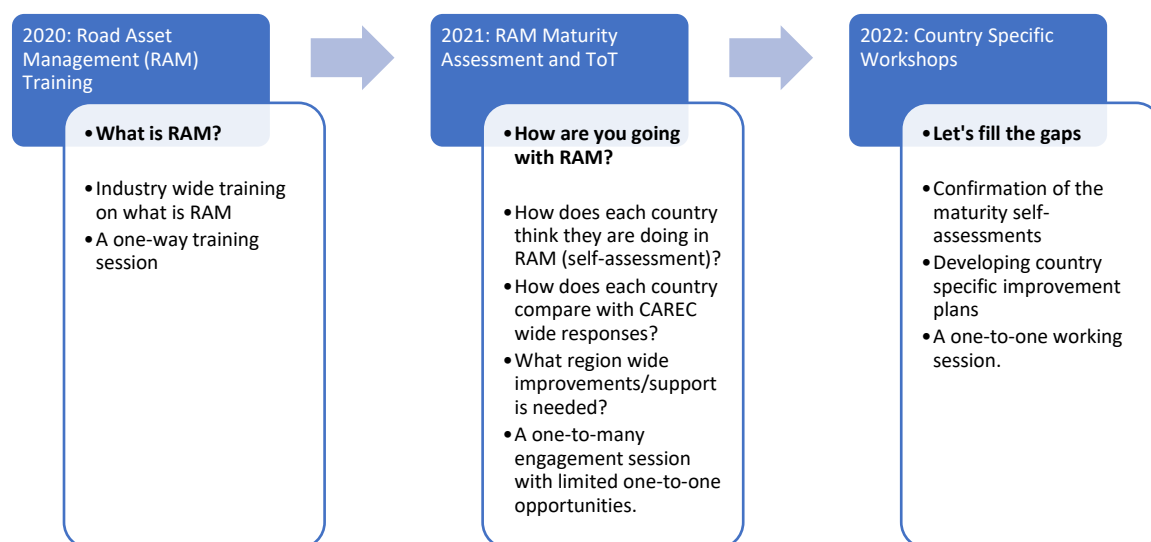 2020: Road Asset
Management (RAM)
Training
•What is RAM?
•Industry wide training
on what is RAM
•A one-way training
session
2021: RAM Maturity
Assessment and ToT
•How are you going
with RAM?
•How does each country
think they are doing in
RAM (self-assessment)?
•How does each country
compare with CAREC
wide responses?
•What region wide
improvements/support
is needed?
•A one-to-many
engagement session
with limited one-to-one
opportunities.
2022: Country Specific
Workshops
•Let's fill the gaps
•Confirmation of the
maturity self-
assessments
•Developing country
specific improvement
plans
•A one-to-one working
session.